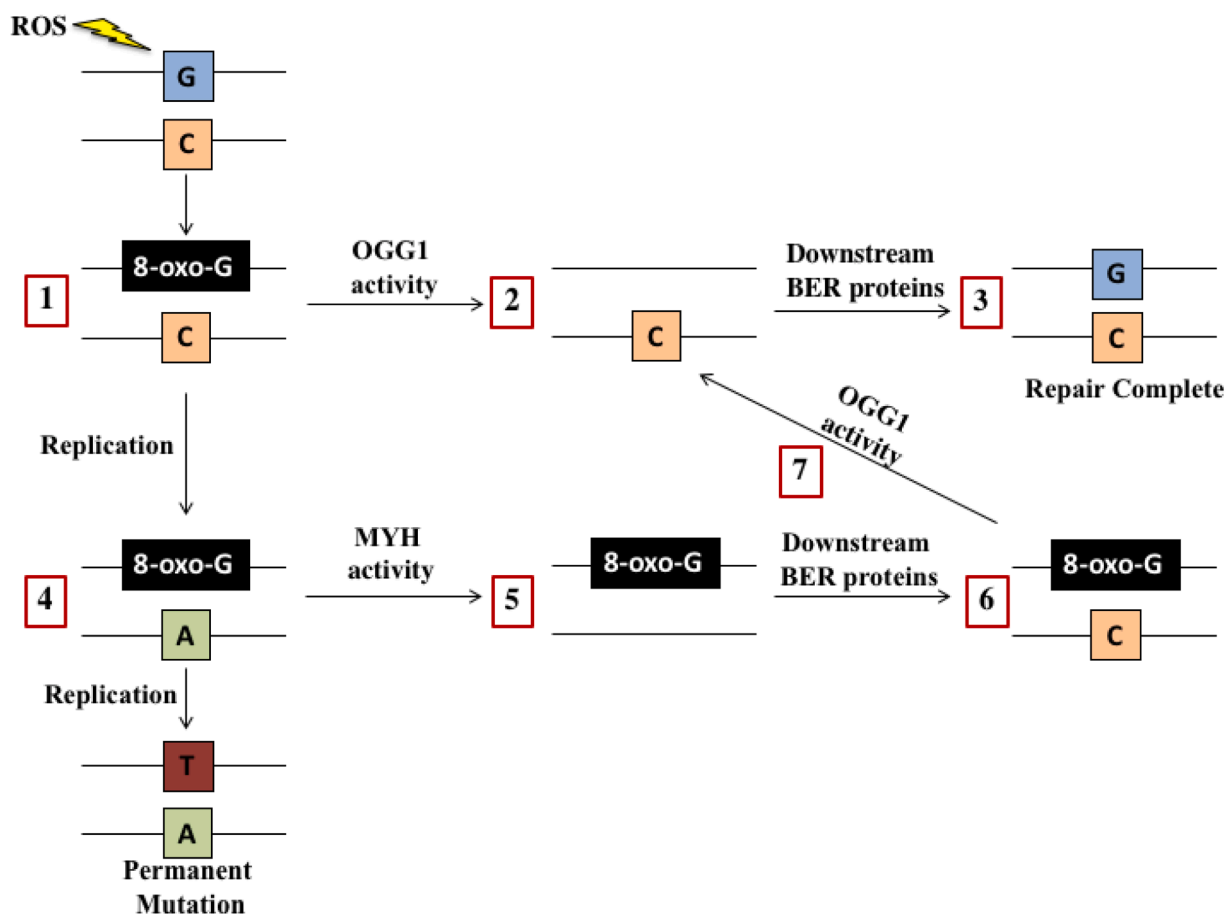 ROS
G
C
8-oxo-G
1
C
OGG1
activity
2
C
Downstream
BER proteins
3
G
C
Repair Complete
Replication
OGG1
activity
7
8-oxo-G
4
A
MYH
activity
8-oxo-G
5
Downstream
BER proteins
8-oxo-G
6
C
Replication
T
A
Permanent
Mutation